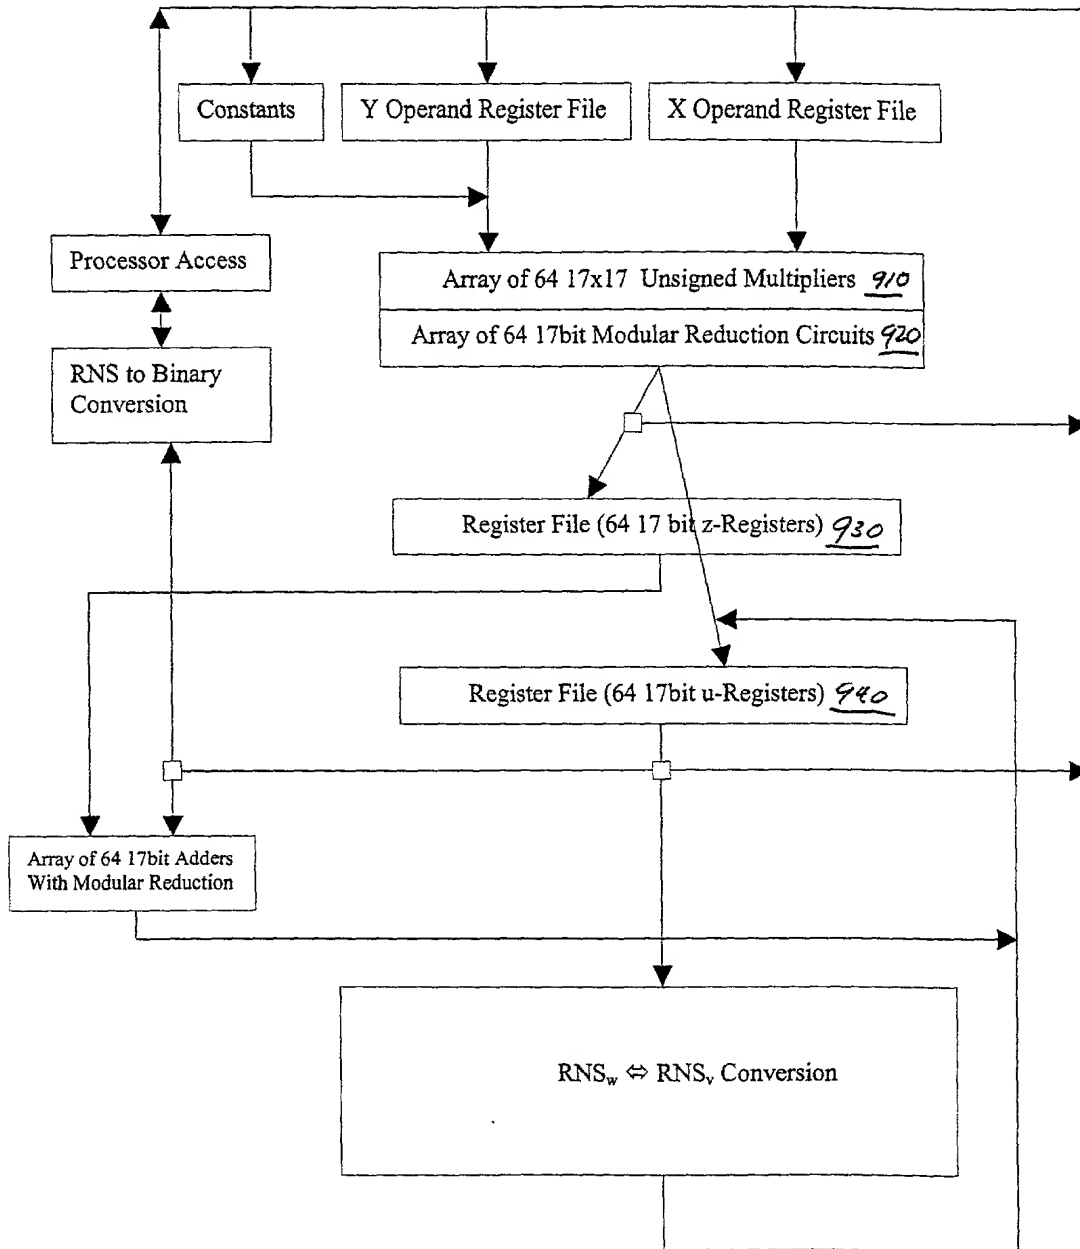 Constants
Y Operand Register File
X Operand Register File
Processor Access
Array of 64 17x17 Unsigned Multipliers 910
Array of 64 17bit Modular Reduction Circuits 920
RNS to Binary
Conversion
Register File (64 17 bit z-Registers) 930
Register File (64 17bit u-Registers) 940
Array of 64 17bit Adders
With Modular Reduction
RNSw ⇔ RNSv Conversion